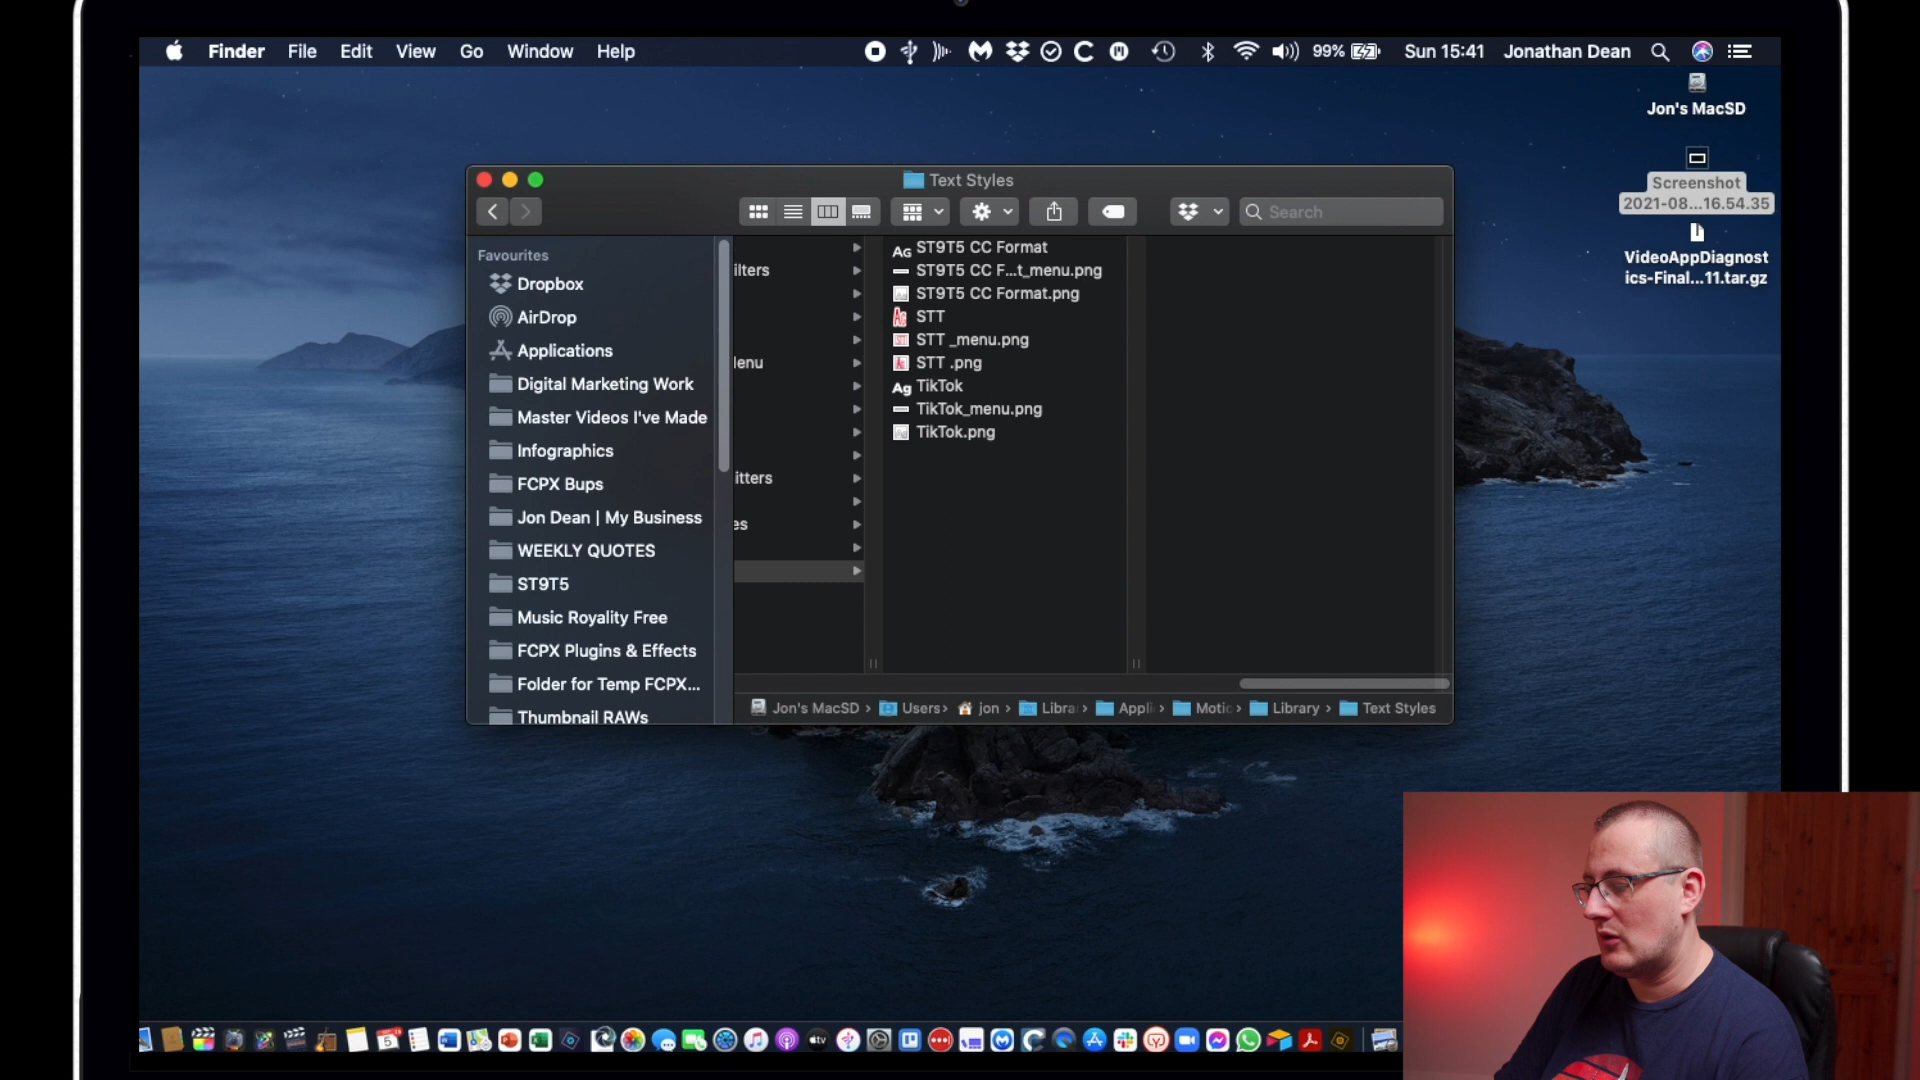 Finder File Edit View Go Window Help 99% Sun 15:41 Jonathan Dean
Jon's MacSD
Screenshot
2021-08...16.54.35
VideoAppDiagnost
ics-Final...11.tar.gz
Text Styles
Search
Favourites
Dropbox
AirDrop
Applications
Digital Marketing Work
Master Videos I've Made
Infographics
FCPX Bups
Jon Dean | My Business
WEEKLY QUOTES
ST9T5
Music Royality Free
FCPX Plugins & Effects
Folder for Temp FCPX...
Thumbnail RAWs
ilters
lenu
itters
es
ST9T5 CC Format
ST9T5 CC F...t_menu.png
ST9T5 CC Format.png
STT
STT _menu.png
STT .png
TikTok
TikTok_menu.png
TikTok.png
Jon's MacSD › Users › jon › Libra › Appli › Motic › Library › Text Styles